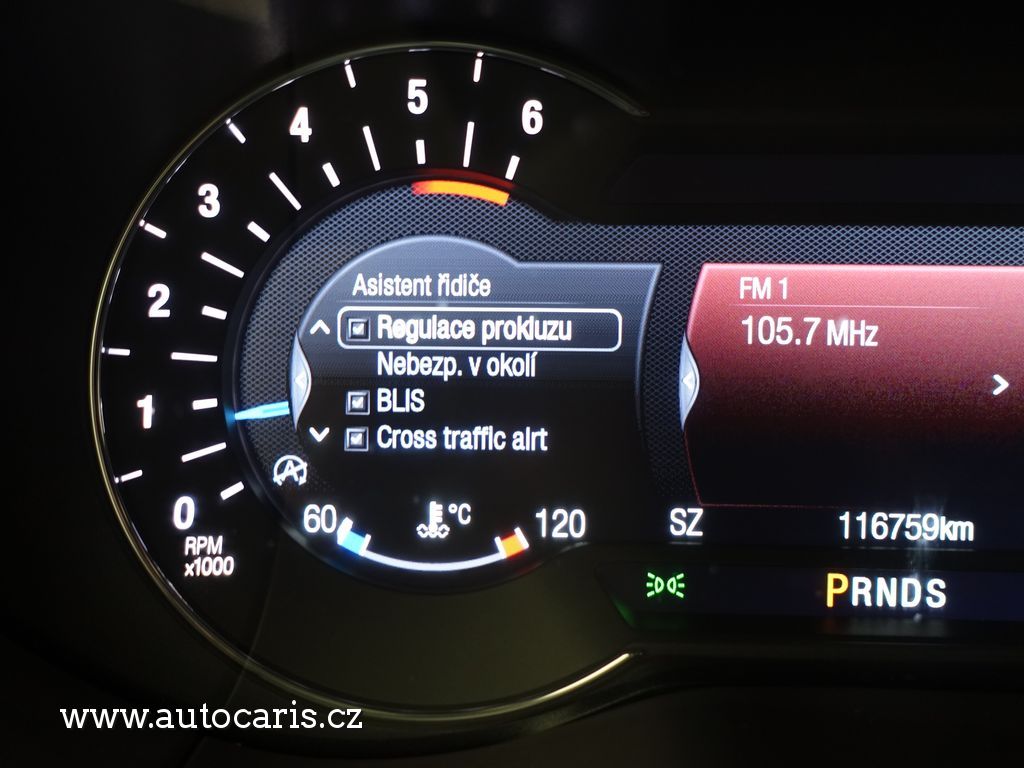 6
5
4
3
2
1
0
RPM
x1000
Asistent řidiče
Regulace prokluzu
Nebezp. v okolí
BLIS
Cross traffic alrt
60 °C 120
FM 1
105.7 MHz
SZ 116759km
PRNDS
www.autocaris.cz